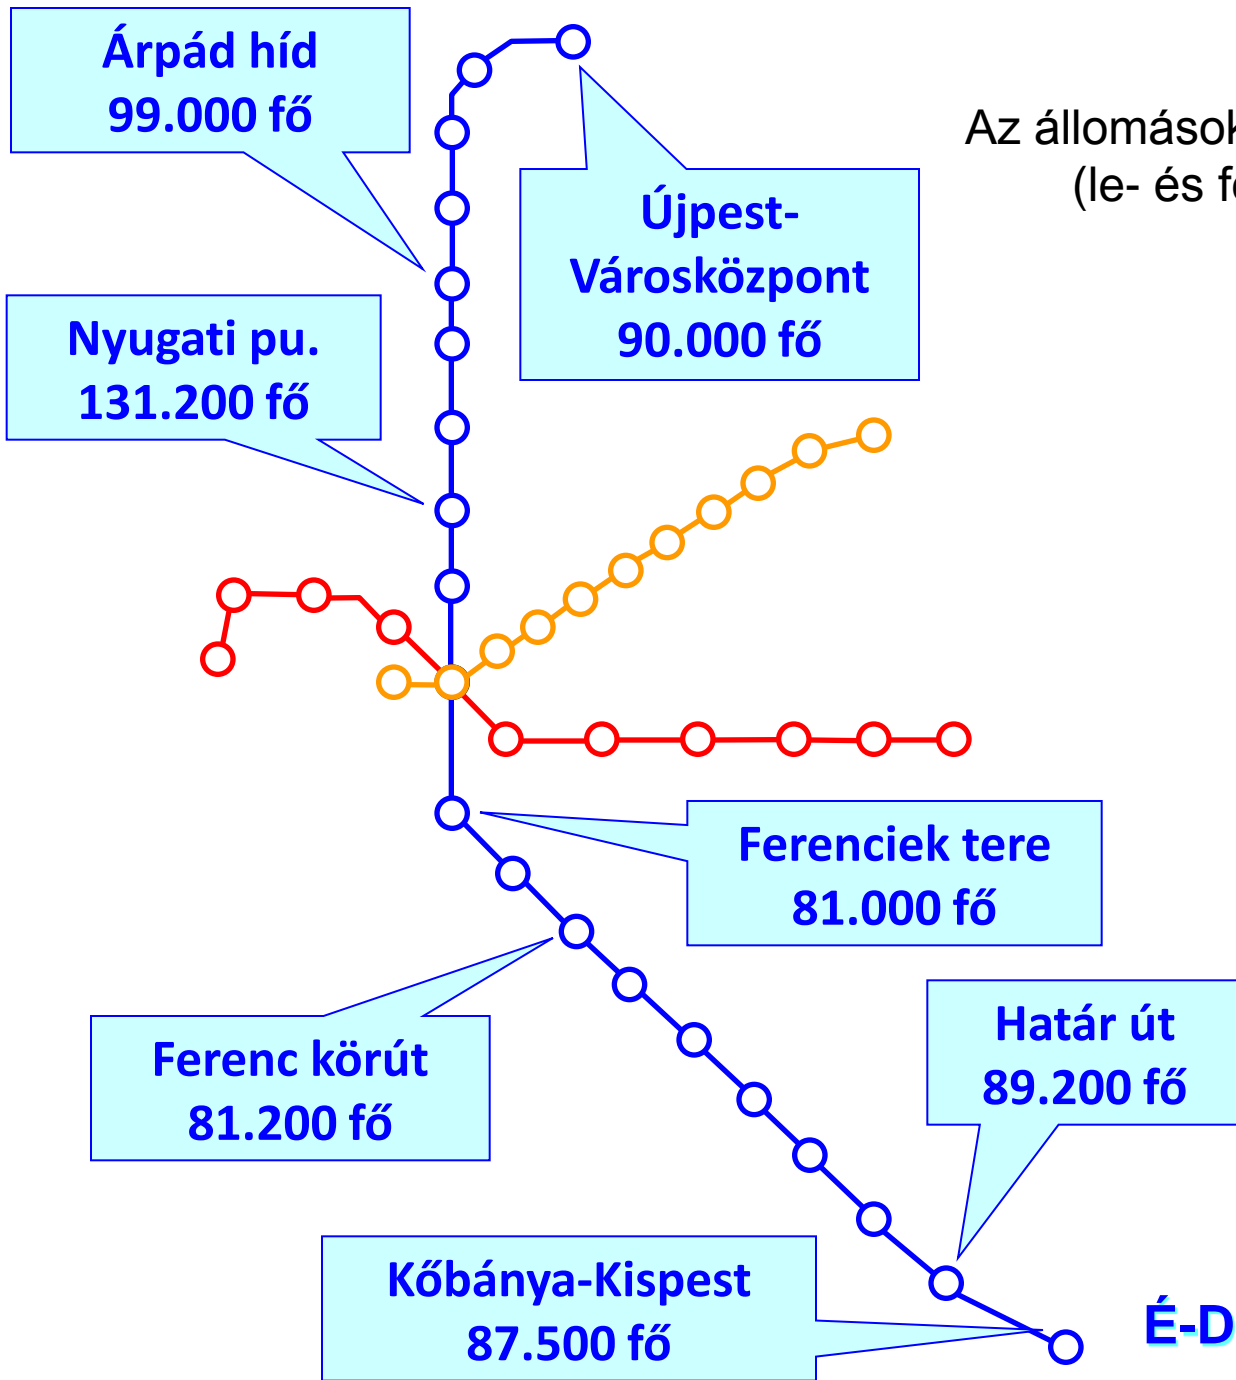 Árpád híd
99.000 fő
Az állomások
(le- és fe
Újpest-
Városközpont
90.000 fő
Nyugati pu.
131.200 fő
Ferenciek tere
81.000 fő
Ferenc körút
81.200 fő
Határ út
89.200 fő
Kőbánya-Kispest
87.500 fő
É-D